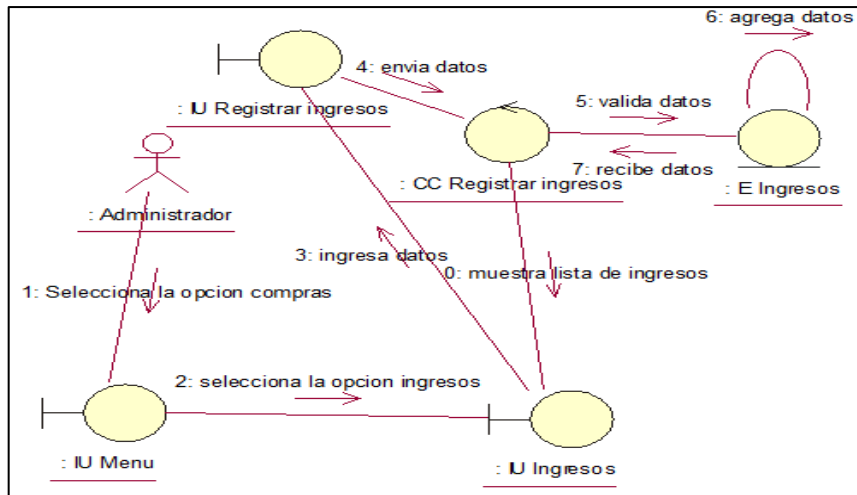 6: agrega datos
4: envia datos
5: valida datos
: IU Registrar ingresos
7: recibe datos
: CC Registrar ingresos
: E Ingresos
: Administrador
3: ingresa datos
0: muestra lista de ingresos
1: Selecciona la opcion compras
2: selecciona la opcion ingresos
: IU Menu
: IU Ingresos